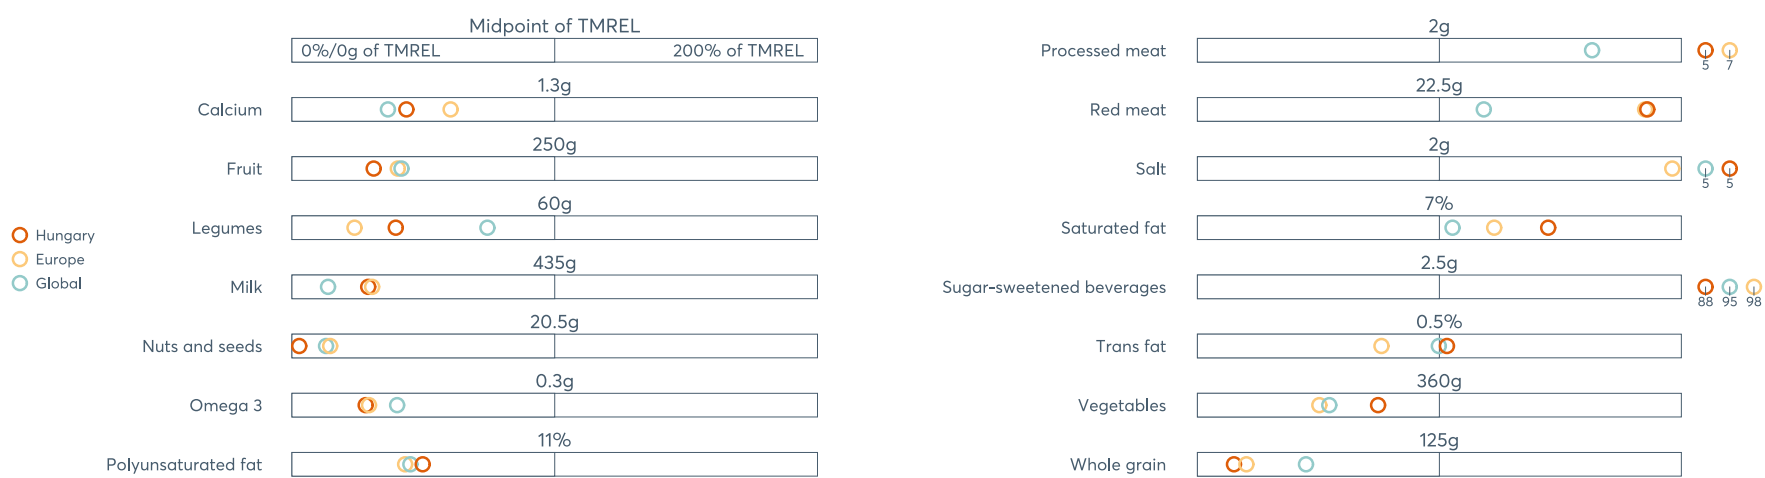 Midpoint of TMREL
0%/0g of TMREL 200% of TMREL
1.3g
Calcium
250g
Fruit
60g
Legumes
435g
Milk
20.5g
Nuts and seeds
0.3g
Omega 3
11%
Polyunsaturated fat
Hungary
Europe
Global
2g
Processed meat
5 7
22.5g
Red meat
2g
Salt
5 5
7%
Saturated fat
2.5g
Sugar-sweetened beverages
88 95 98
0.5%
Trans fat
360g
Vegetables
125g
Whole grain